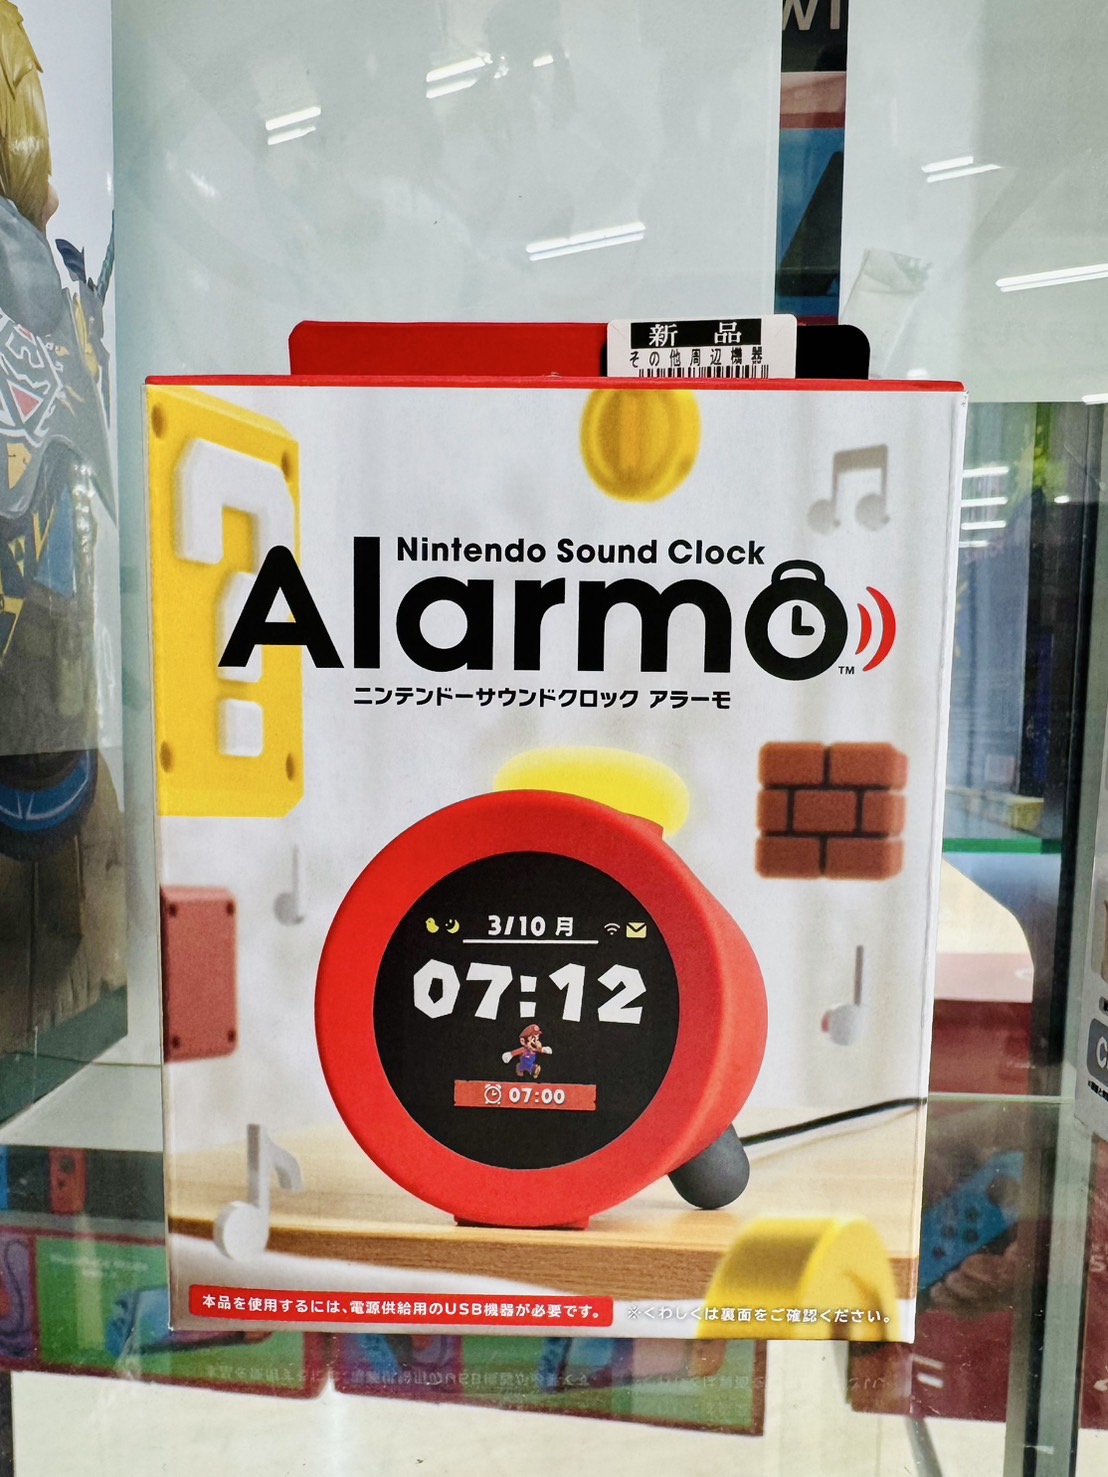 新 品
その他周辺機器
Nintendo Sound Clock
Alarmo
TM
ニンテンドーサウンドクロック アラーモ
3/10 月
07:12
07:00
本品を使用するには、電源供給用のUSB機器が必要です。
※くわしくは裏面をご確認ください。